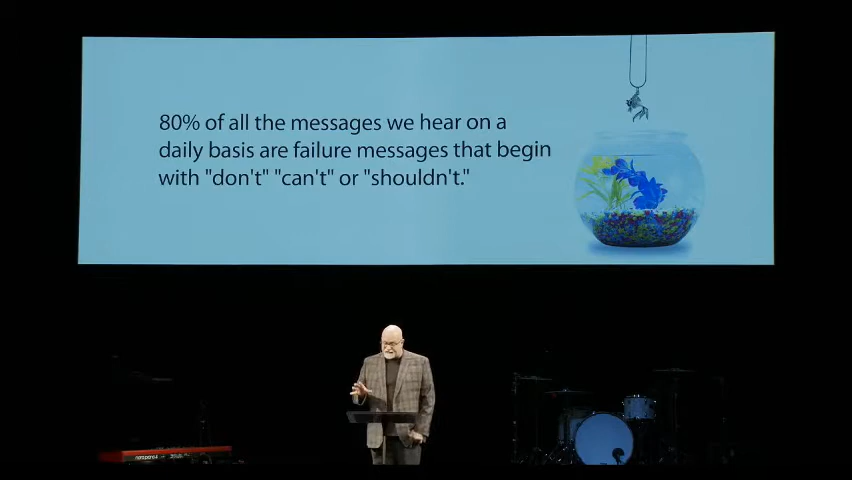 80% of all the messages we hear on a
daily basis are failure messages that begin
with "don't" "can't" or "shouldn't."